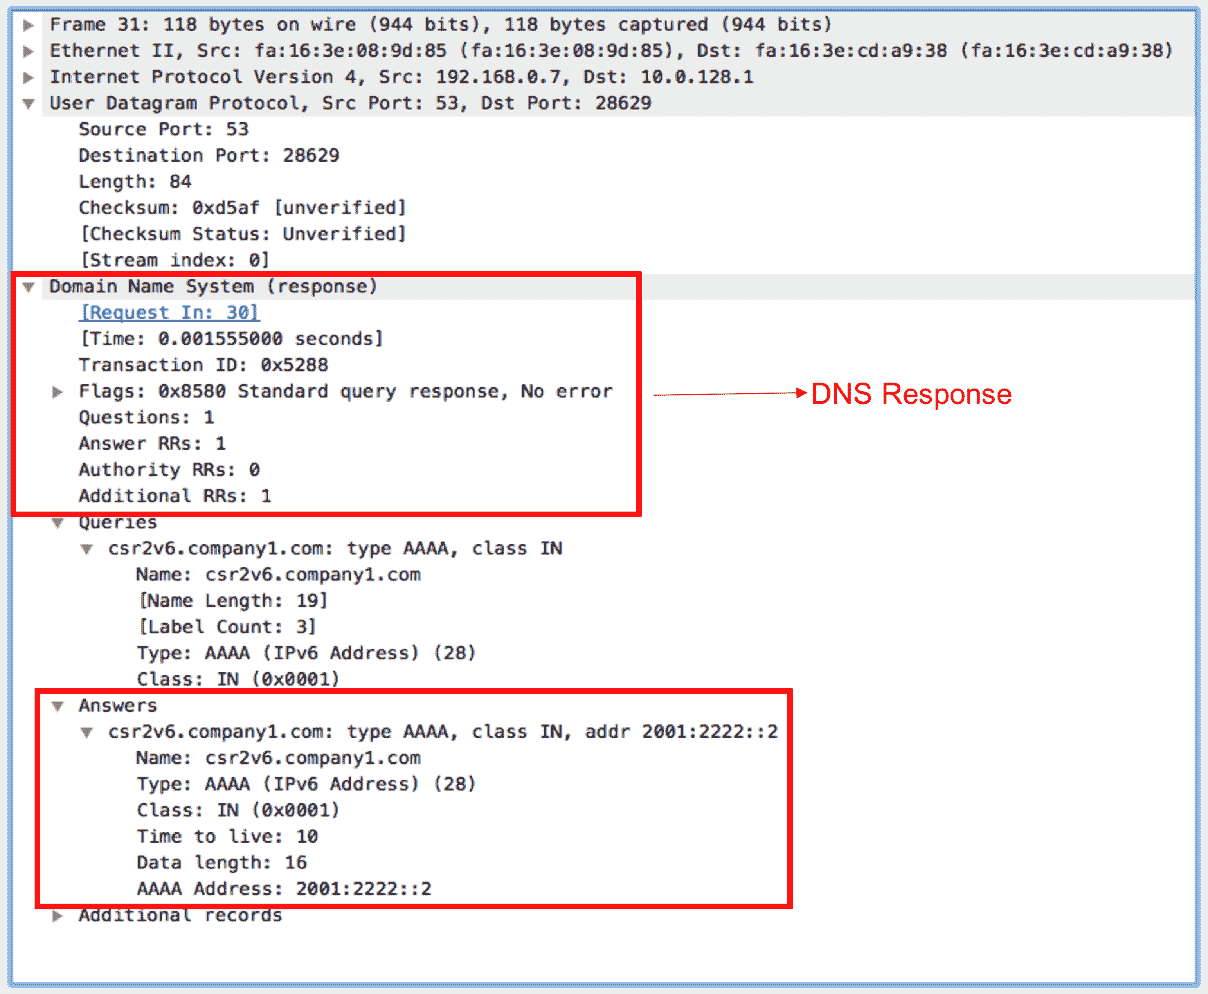 Frame 31: 118 bytes on wire (944 bits), 118 bytes captured (944 bits)
Ethernet II, Src: fa:16:3e:08:9d:85 (fa:16:3e:08:9d:85), Dst: fa:16:3e:cd:a9:38 (fa:16:3e:cd:a9:38)
Internet Protocol Version 4, Src: 192.168.0.7, Dst: 10.0.128.1
User Datagram Protocol, Src Port: 53, Dst Port: 28629
Source Port: 53
Destination Port: 28629
Length: 84
Checksum: 0xd5af [unverified]
[Checksum Status: Unverified]
[Stream index: 0]
Domain Name System (response)
[Request In: 30]
[Time: 0.001555000 seconds]
Transaction ID: 0x5288
Flags: 0x8580 Standard query response, No error
DNS Response
Questions: 1
Answer RRs: 1
Authority RRs: 0
Additional RRs: 1
Queries
csr2v6.company1.com: type AAAA, class IN
Name: csr2v6.company1.com
[Name Length: 19]
[Label Count: 3]
Type: AAAA (IPv6 Address) (28)
Class: IN (0x0001)
Answers
csr2v6.company1.com: type AAAA, class IN, addr 2001:2222::2
Name: csr2v6.company1.com
Type: AAAA (IPv6 Address) (28)
Class: IN (0x0001)
Time to live: 10
Data length: 16
AAAA Address: 2001:2222::2
Additional records